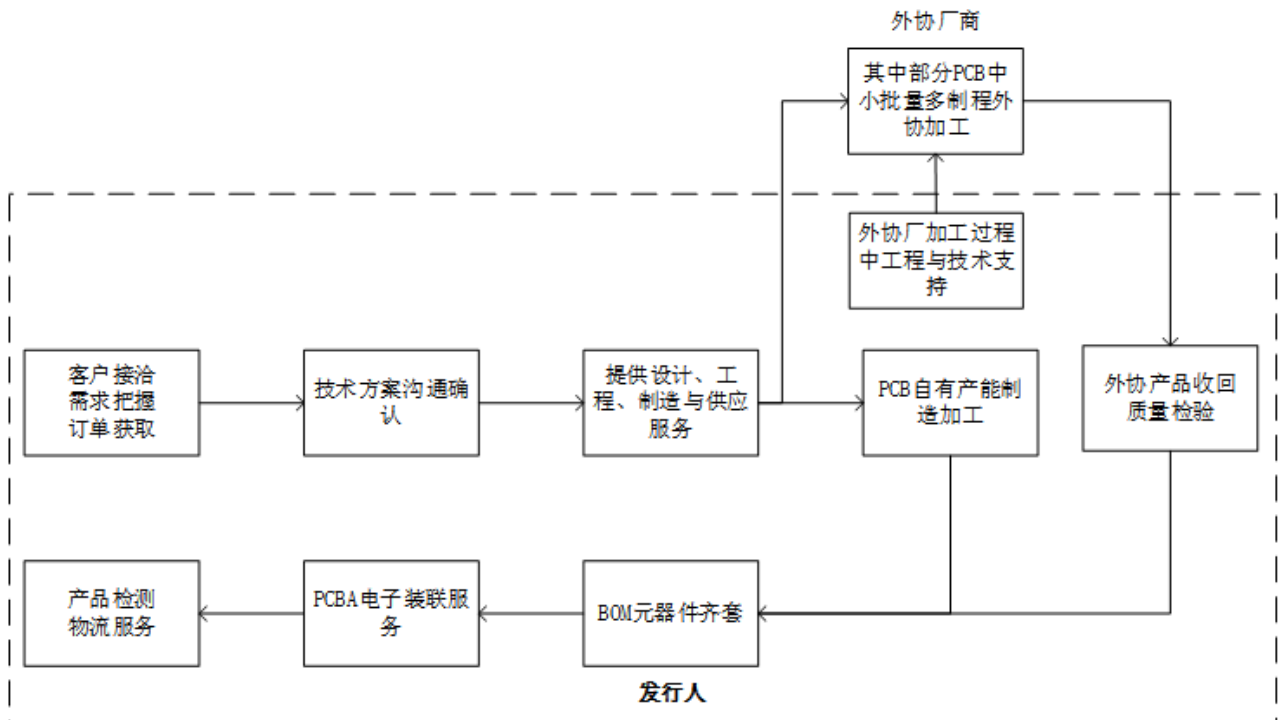 外协厂商
其中部分PCB中
小批量多制程外
协加工
外协厂加工过程
中工程与技术支
持
客户接洽
需求把握
订单获取
技术方案沟通确
认
提供设计、工
程、制造与供应
服务
PCB自有产能制
造加工
外协产品收回
质量检验
产品检测
物流服务
PCBA电子装联服
务
BOM元器件齐套
发行人